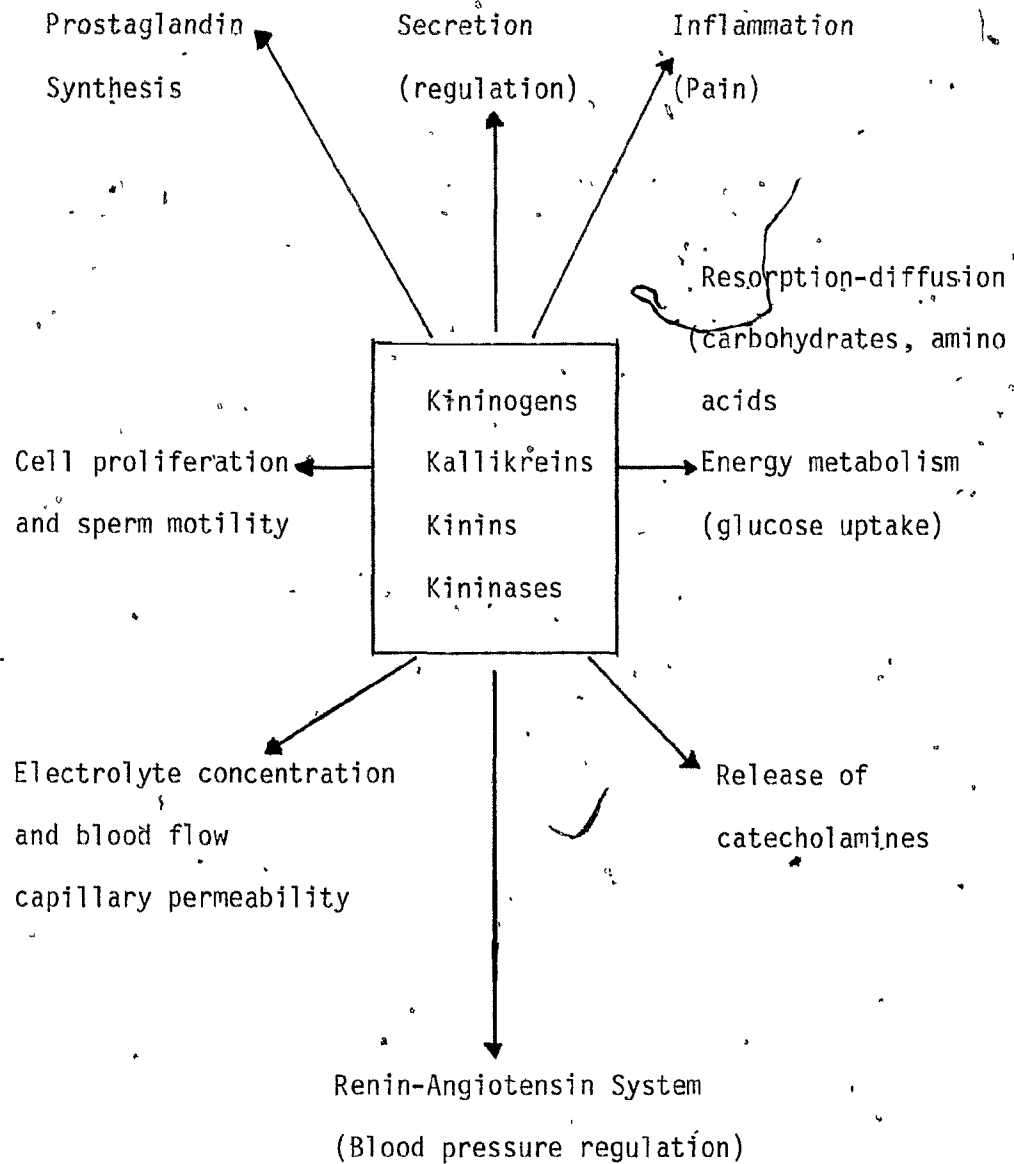 Prostaglandin
Synthesis
Secretion
(regulation)
Inflammation
(Pain)
Resorption-diffusion
(carbohydrates, amino
acids
Kininogens
Kallikreins
Kinins
Kininases
Cell proliferation
and sperm motility
Energy metabolism
(glucose uptake)
Electrolyte concentration
and blood flow
capillary permeability
Release of
catecholamines
Renin-Angiotensin System
(Blood pressure regulation)